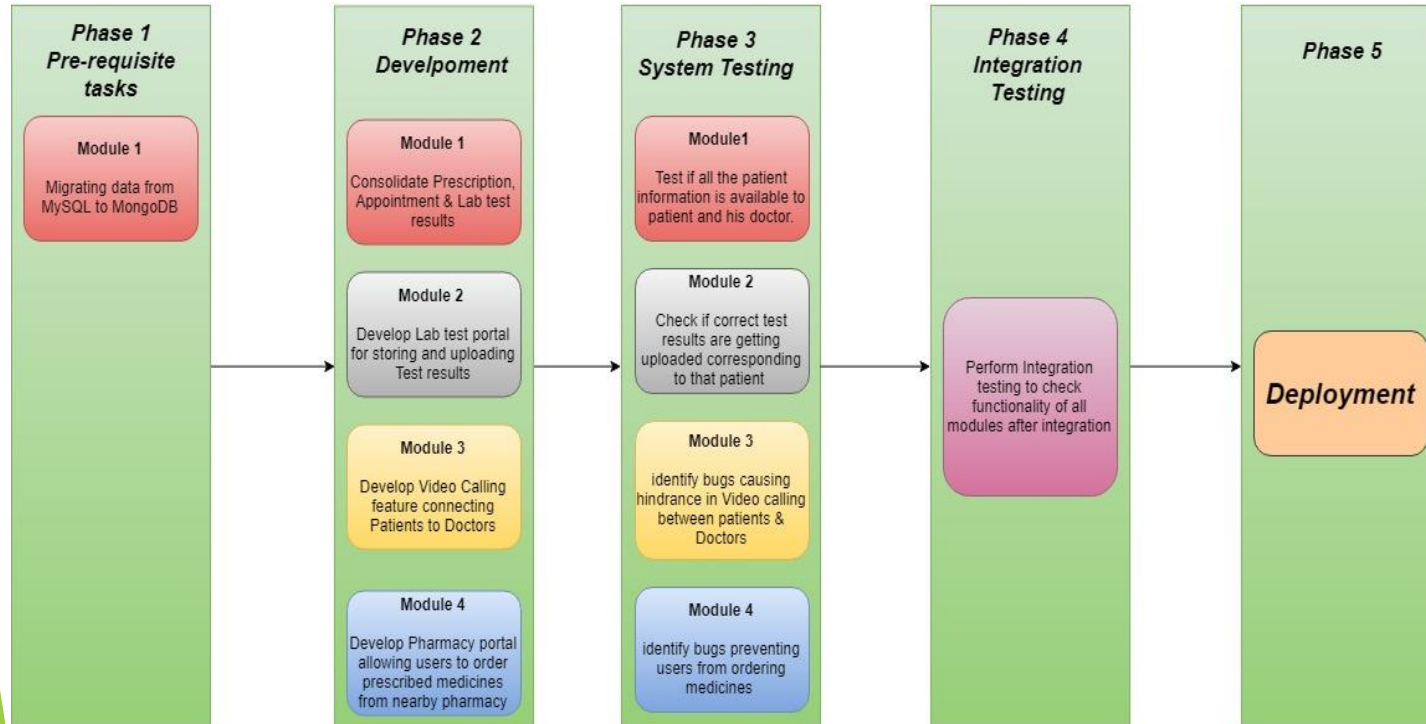 Phase 1
Pre-requisite
tasks
Module 1
Migrating data from
MySQL to MongoDB
Phase 2
Develpoment
Module 1
Consolidate Prescription,
Appointment & Lab test
results
Module 2
Develop Lab test portal
for storing and uploading
Test results
Module 3
Develop Video Calling
feature connecting
Patients to Doctors
Module 4
Develop Pharmacy portal
allowing users to order
prescribed medicines
from nearby pharmacy
Phase 3
System Testing
Module1
Test if all the patient
information is available to
patient and his doctor.
Module 2
Check if correct test
results are getting
uploaded corresponding
to that patient
Module 3
identify bugs causing
hindrance in Video calling
between patients &
Doctors
Module 4
identify bugs preventing
users from ordering
medicines
Phase 4
Integration
Testing
Perform Integration
testing to check
functionality of all
modules after integration
Phase 5
Deployment